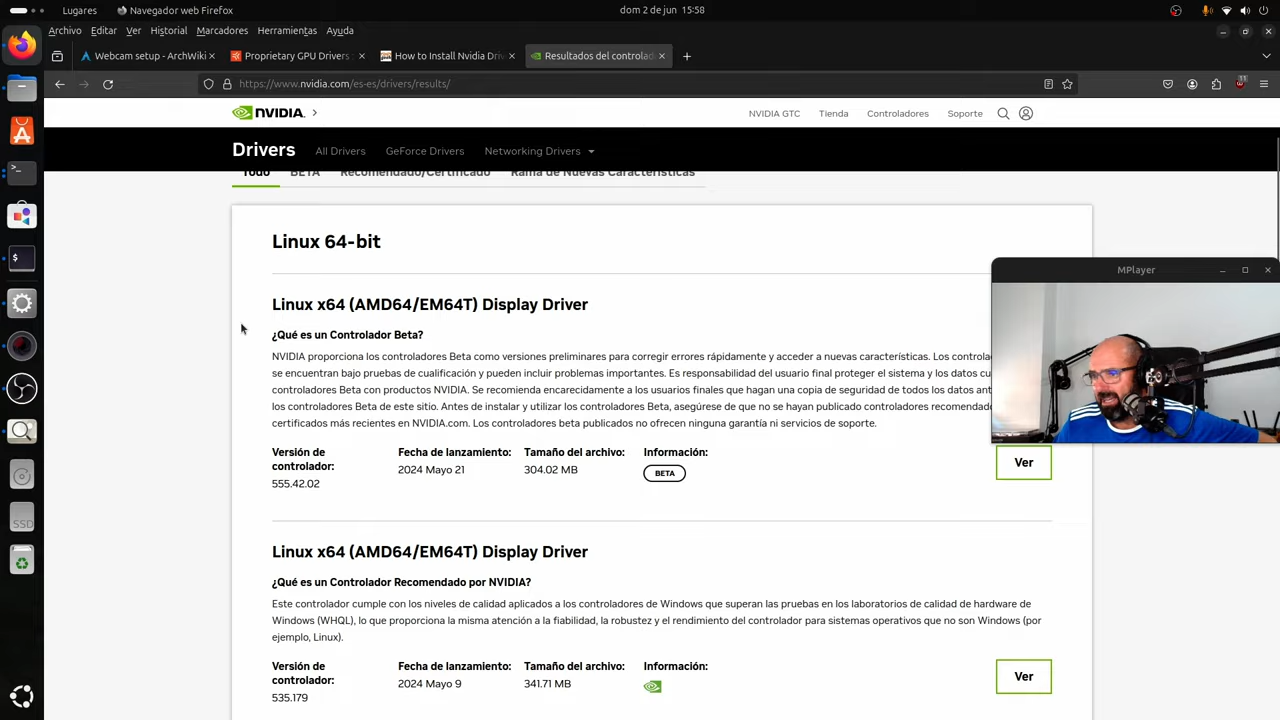 Lugares
Navegador web Firefox
dom 2 de jun 15:58
Archivo
Editar
Ver
Historial
Marcadores
Herramientas
Ayuda
Webcam setup - ArchWiki
Proprietary GPU Drivers
How to Install Nvidia Dri
Resultados del controlad
https://www.nvidia.com/es-es/drivers/results/
11
NVIDIA.
NVIDIA GTC
Tienda
Controladores
Soporte
Drivers
All Drivers
GeForce Drivers
Networking Drivers
Todo
BETA
Recomendado/Certificado
Rama de Nuevas Características
Linux 64-bit
MPlayer
Linux x64 (AMD64/EM64T) Display Driver
¿Qué es un Controlador Beta?
NVIDIA proporciona los controladores Beta como versiones preliminares para corregir errores rápidamente y acceder a nuevas características. Los controla
se encuentran bajo pruebas de cualificación y pueden incluir problemas importantes. Es responsabilidad del usuario final proteger el sistema y los datos cu
controladores Beta con productos NVIDIA. Se recomienda encarecidamente a los usuarios finales que hagan una copia de seguridad de todos los datos ant
los controladores Beta de este sitio. Antes de instalar y utilizar los controladores Beta, asegúrese de que no se hayan publicado controladores recomendad
certificados más recientes en NVIDIA.com. Los controladores beta publicados no ofrecen ninguna garantía ni servicios de soporte.
Versión de controlador:
Fecha de lanzamiento:
Tamaño del archivo:
Información:
555.42.02
2024 Mayo 21
304.02 MB
BETA
Ver
Linux x64 (AMD64/EM64T) Display Driver
¿Qué es un Controlador Recomendado por NVIDIA?
Este controlador cumple con los niveles de calidad aplicados a los controladores de Windows que superan las pruebas en los laboratorios de calidad de hardware de
Windows (WHQL), lo que proporciona la misma atención a la fiabilidad, la robustez y el rendimiento del controlador para sistemas operativos que no son Windows (por
ejemplo, Linux).
Versión de controlador:
Fecha de lanzamiento:
Tamaño del archivo:
Información:
535.179
2024 Mayo 9
341.71 MB
Ver
SSD